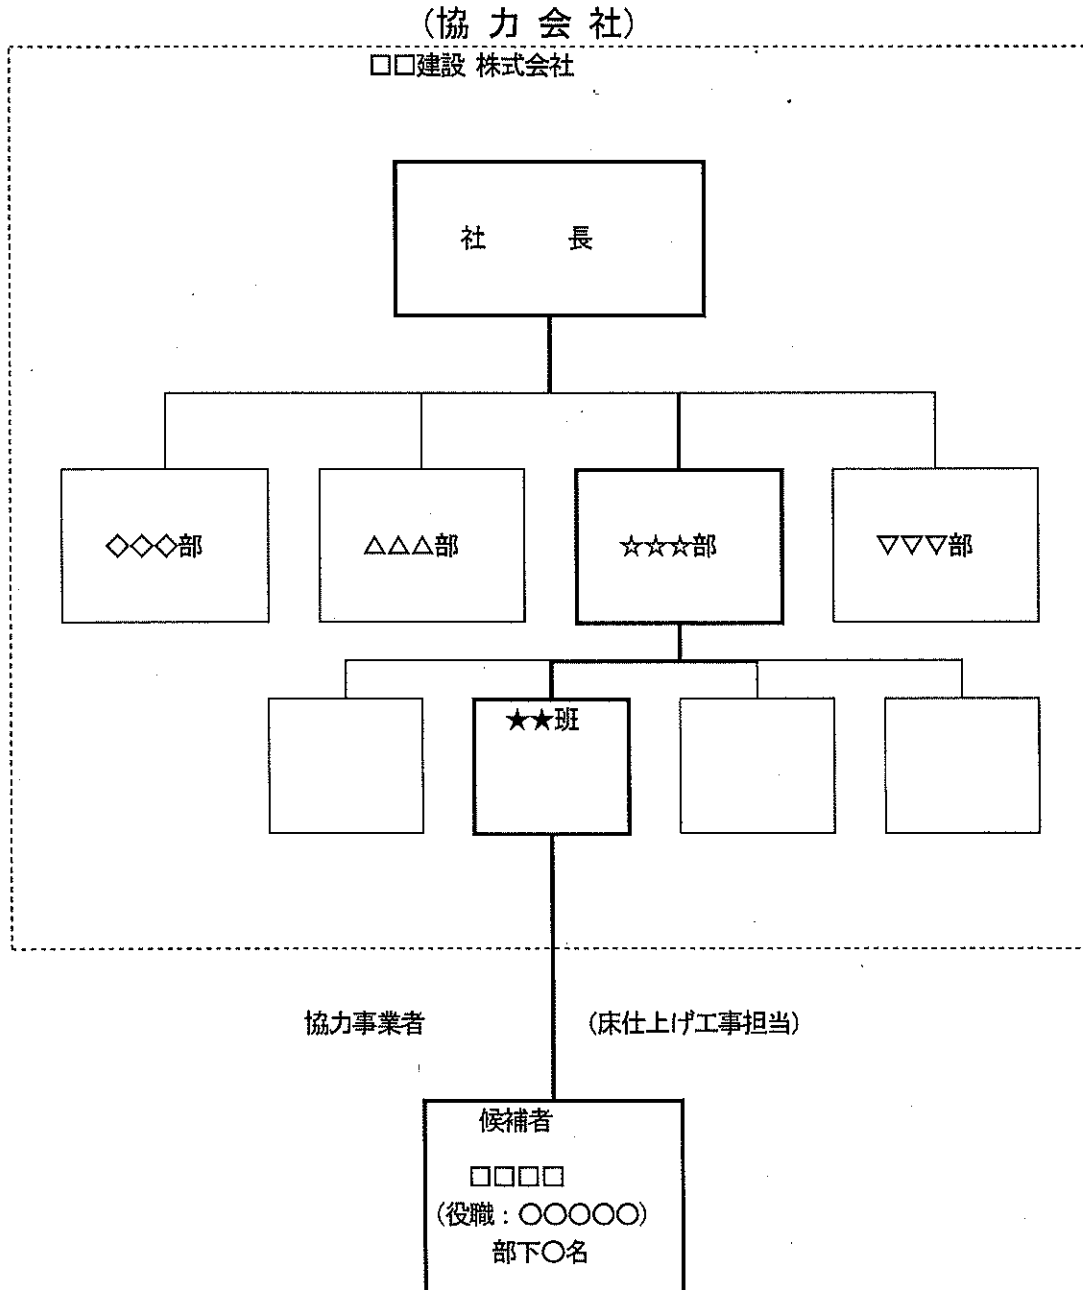 (協力会社)
□□建設 株式会社
社 長
◇◇◇部
△△△部
☆☆☆部
▽▽▽部
★★班
協力事業者
(床仕上げ工事担当)
候補者
□□□□
(役職：○○○○○)
部下○名